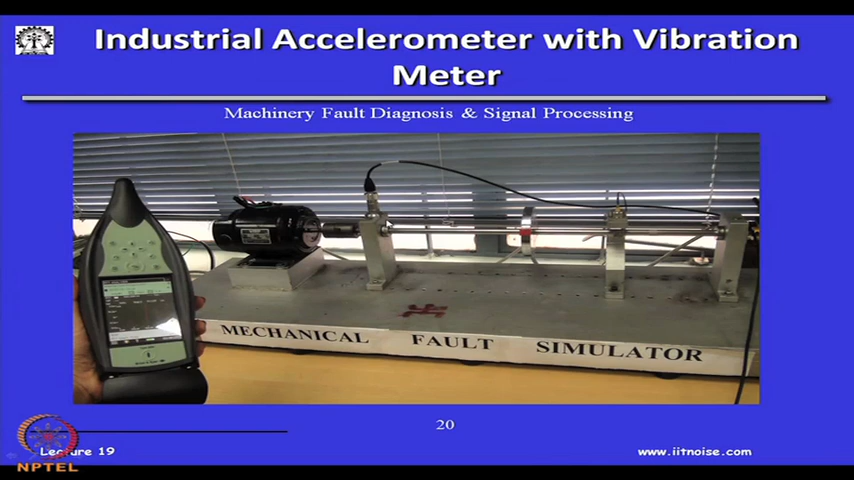 Industrial Accelerometer with Vibration
Meter
Machinery Fault Diagnosis & Signal Processing
MECHANICAL FAULT SIMULATOR
20
Lecture 19
www.iitnoise.com
NPTEL